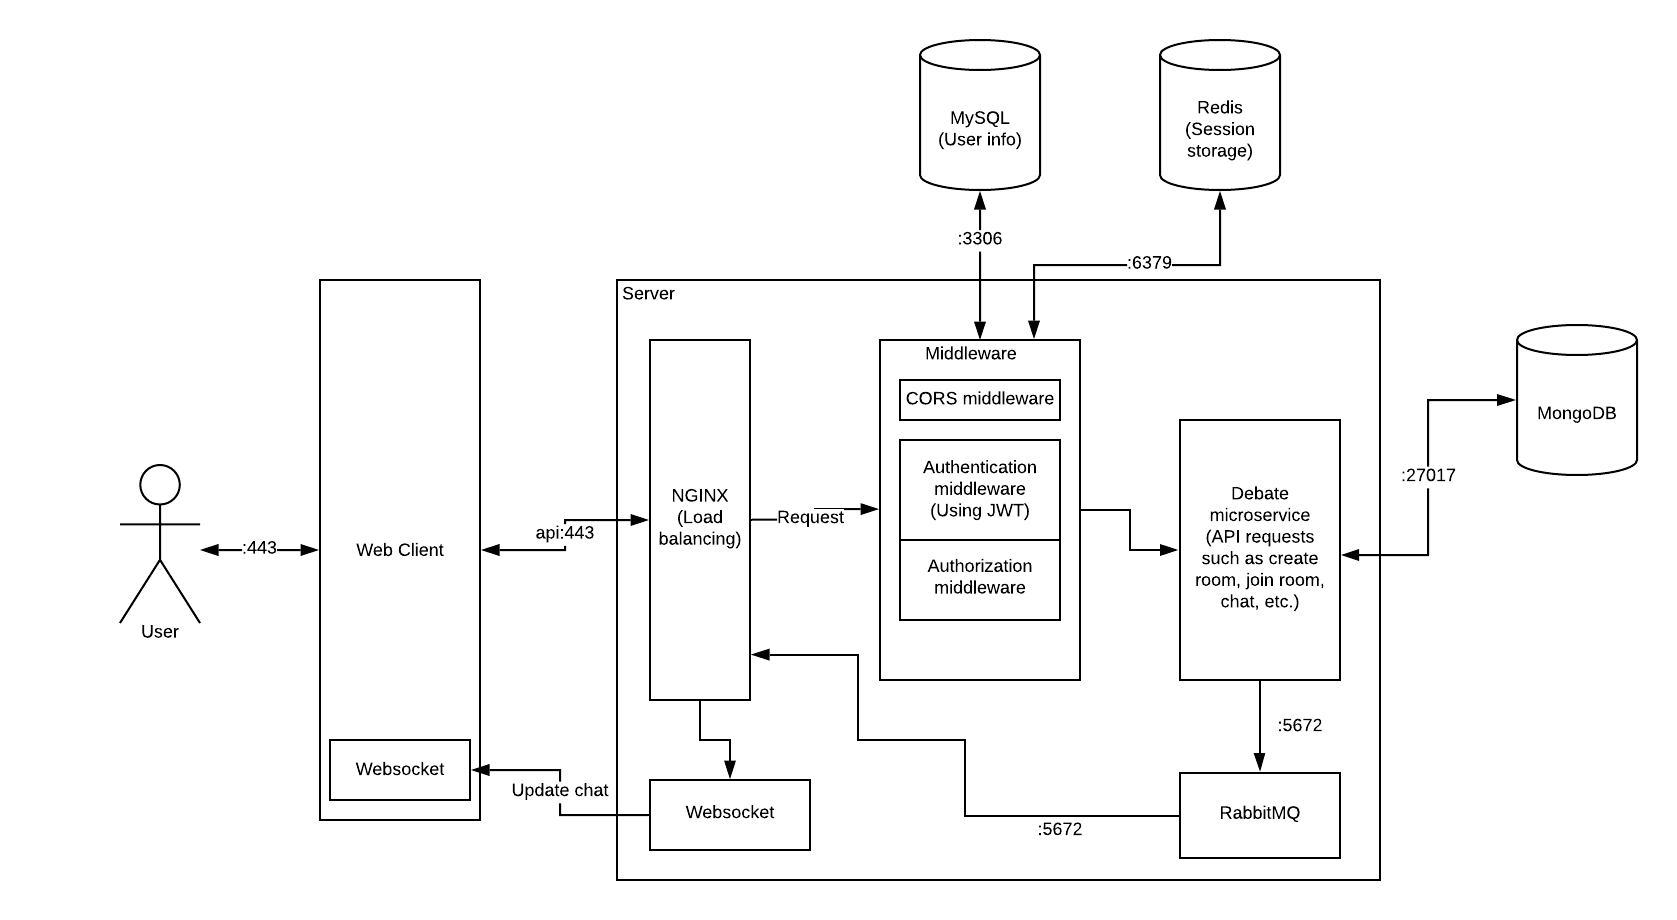 MySQL
(User info)
Redis
(Session
storage)
:3306
:6379
Server
Middleware
CORS middleware
Authentication
middleware
(Using JWT)
Authorization
middleware
NGINX
(Load
balancing)
Request
Debate
microservice
(API requests
such as create
room, join room,
chat, etc.)
MongoDB
:27017
User
:443
Web Client
api:443
Websocket
Update chat
Websocket
:5672
:5672
RabbitMQ